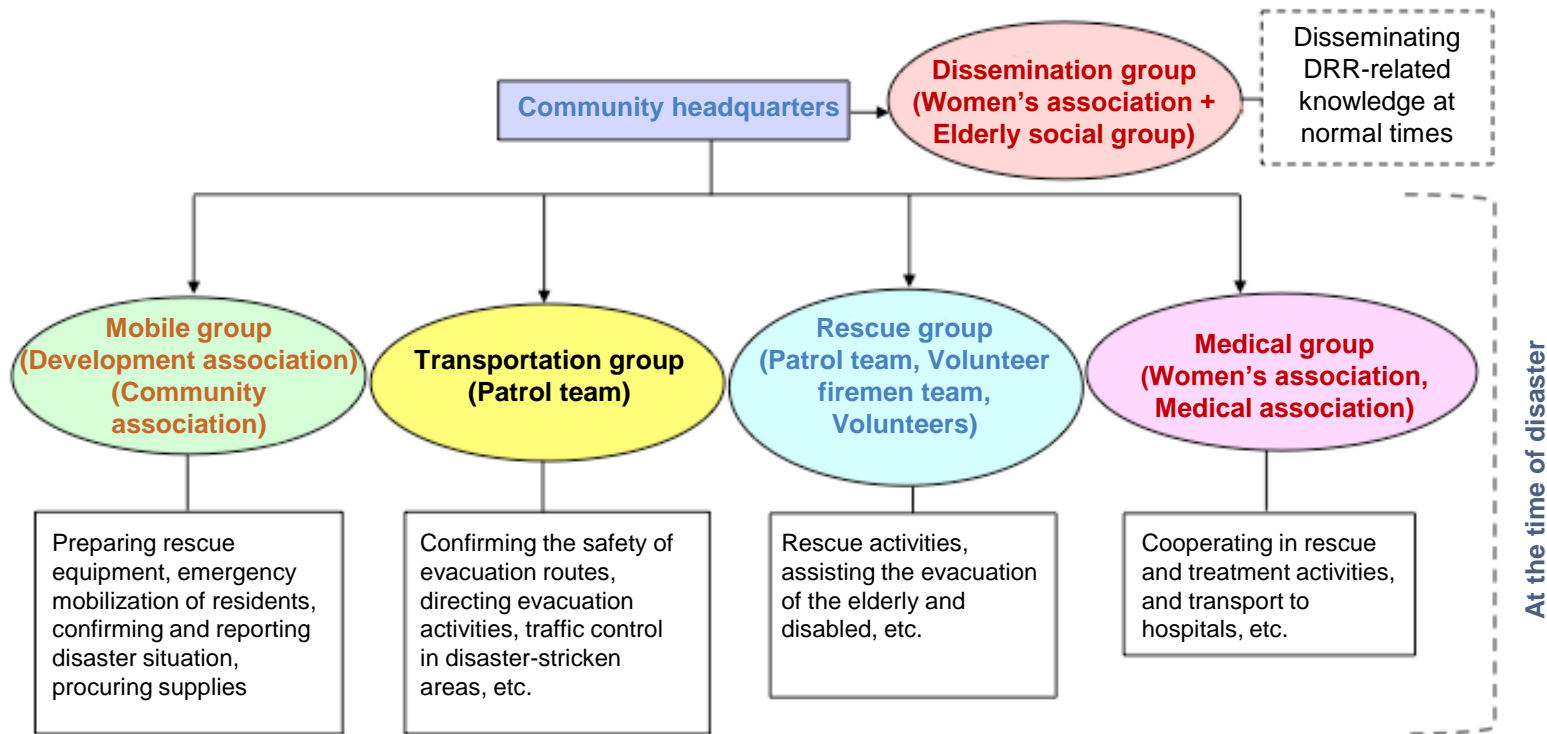 Community headquarters
Dissemination group
(Women’s association +
Elderly social group)
Disseminating
DRR-related
knowledge at
normal times
Mobile group
(Development association)
(Community
association)
Transportation group
(Patrol team)
Rescue group
(Patrol team, Volunteer
firemen team,
Volunteers)
Medical group
(Women’s association,
Medical association)
Preparing rescue
equipment, emergency
mobilization of residents,
confirming and reporting
disaster situation,
procuring supplies
Confirming the safety of
evacuation routes,
directing evacuation
activities, traffic control
in disaster-stricken
areas, etc.
Rescue activities,
assisting the evacuation
of the elderly and
disabled, etc.
Cooperating in rescue
and treatment activities,
and transport to
hospitals, etc.
At the time of disaster